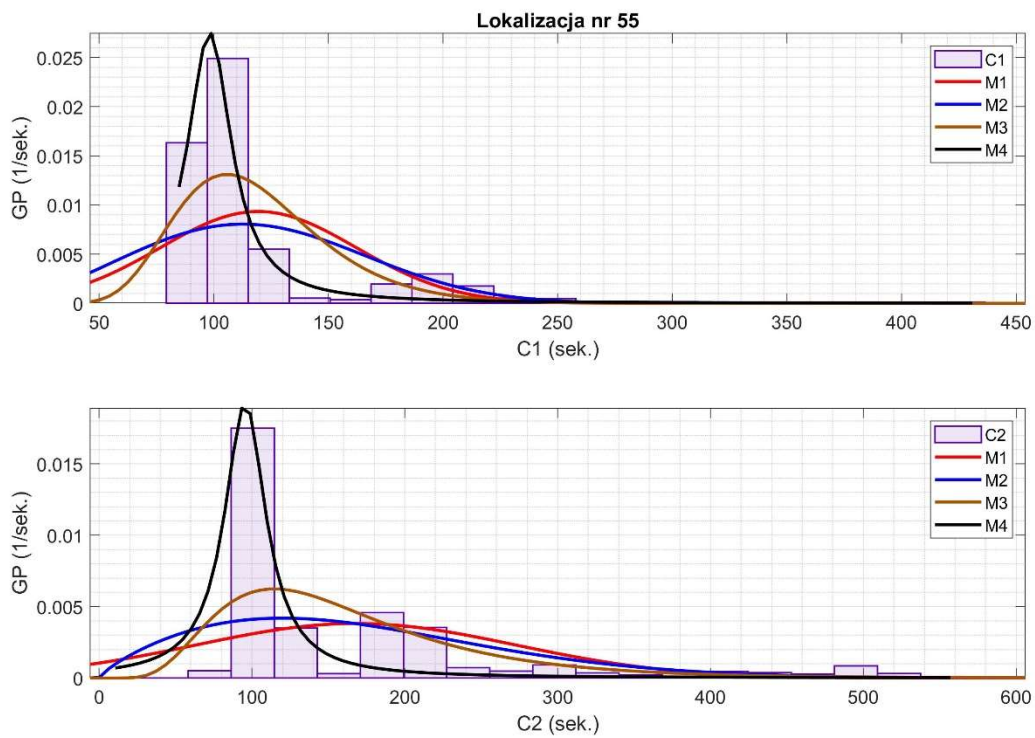 Lokalizacja nr 55
GP (1/sek.)
0.025
0.02
0.015
0.01
0.005
0
50 100 150 200 250 300 350 400 450
C1 (sek.)
C1
M1
M2
M3
M4
GP (1/sek.)
0.015
0.01
0.005
0
0 100 200 300 400 500 600
C2 (sek.)
C2
M1
M2
M3
M4